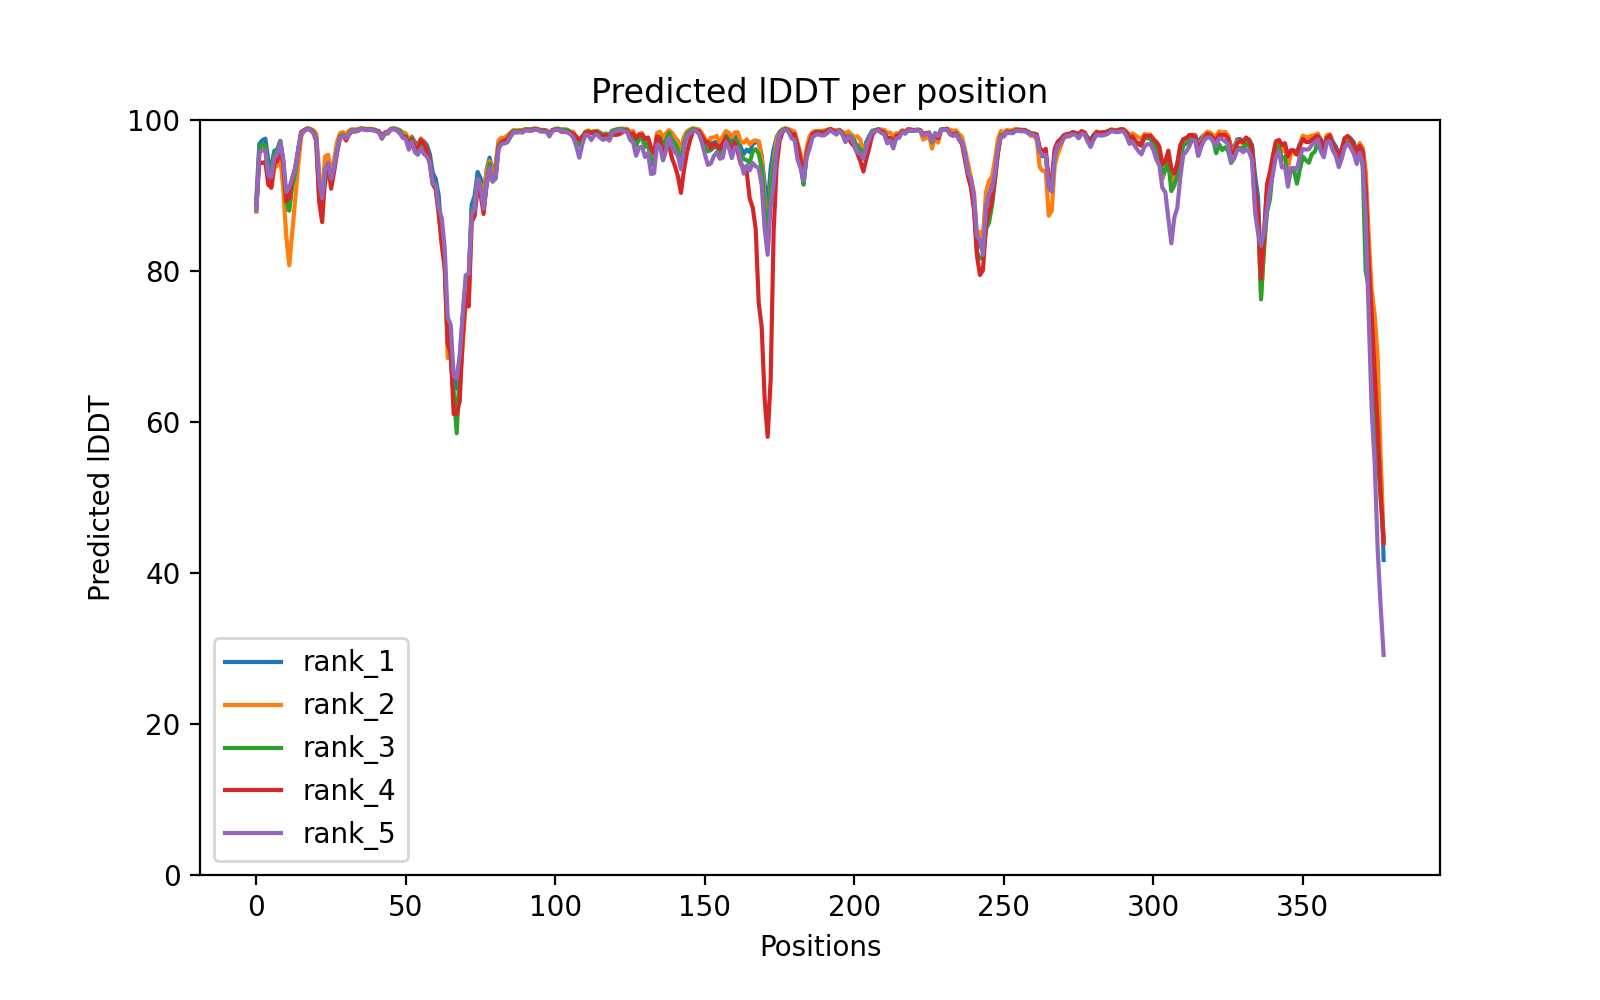 Predicted lDDT per position
100
80
60
40
20
0
Predicted lDDT
rank_1
rank_2
rank_3
rank_4
rank_5
0 50 100 150 200 250 300 350
Positions